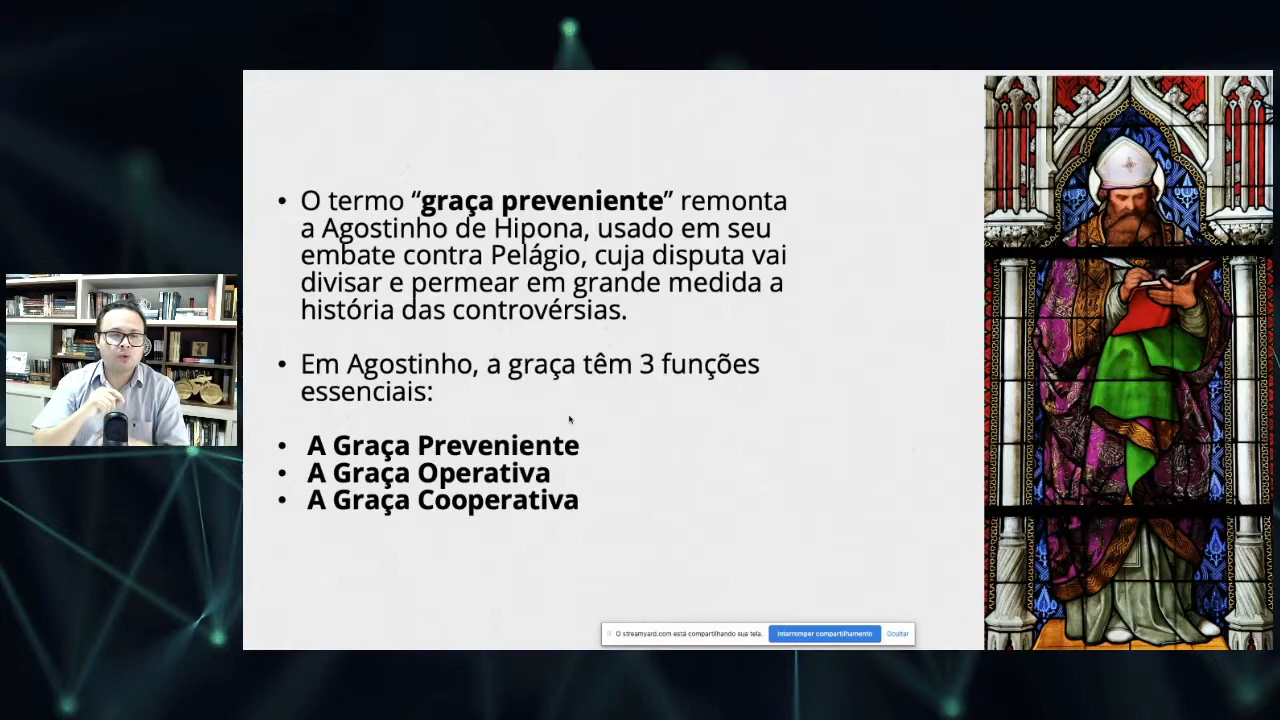 • O termo “graça preveniente” remonta
a Agostinho de Hipona, usado em seu
embate contra Pelágio, cuja disputa vai
divisar e permear em grande medida a
história das controvérsias.
• Em Agostinho, a graça têm 3 funções
essenciais:
• A Graça Preveniente
• A Graça Operativa
• A Graça Cooperativa
O streamyard.com está compartilhando sua tela.
Interromper compartilhamento
Ocultar